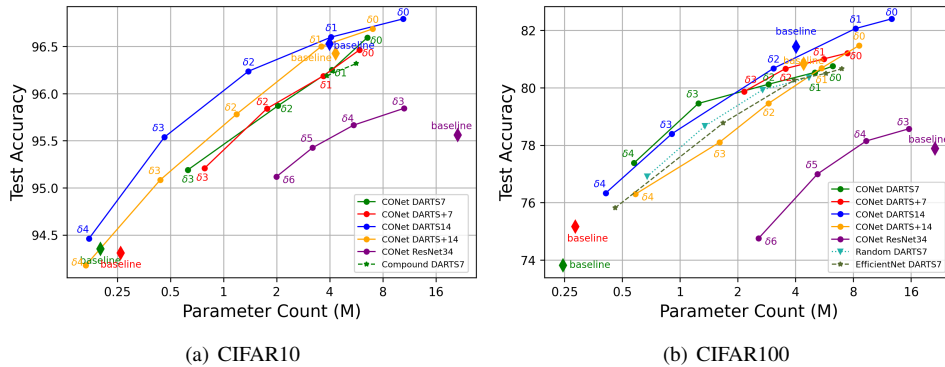 δ0
δ0
δ1
δ0
δ1
baseline
δ0
baseline
δ2
δ1
δ1
δ2
δ2
δ2
δ3
δ3
δ3
δ3
δ3
δ4
baseline
δ5
δ6
δ4
baseline
baseline
δ4
96.5
96.0
95.5
95.0
94.5
Test Accuracy
CONet DARTS7
CONet DARTS+7
CONet DARTS14
CONet DARTS+14
CONet ResNet34
Compound DARTS7
0.25 0.5 1 2 4 8 16
Parameter Count (M)
(a) CIFAR10
δ0
δ1
baseline
δ0
δ1
δ0
δ2
δ2
baseline
δ0
δ1
δ1
δ2
δ3
δ3
δ2
δ3
δ3
δ3
δ4
δ4
δ5
baseline
δ4
δ4
baseline
δ6
baseline
82
80
78
76
74
Test Accuracy
CONet DARTS7
CONet DARTS+7
CONet DARTS14
CONet DARTS+14
CONet ResNet34
Random DARTS7
EfficientNet DARTS7
0.25 0.5 1 2 4 8 16
Parameter Count (M)
(b) CIFAR100